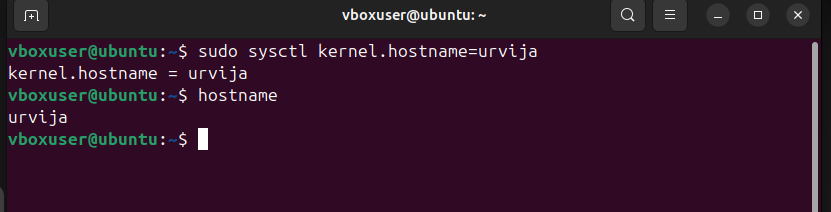 vboxuser@ubuntu: ~
vboxuser@ubuntu:~$ sudo sysctl kernel.hostname=urvija
kernel.hostname = urvija
vboxuser@ubuntu:~$ hostname
urvija
vboxuser@ubuntu:~$